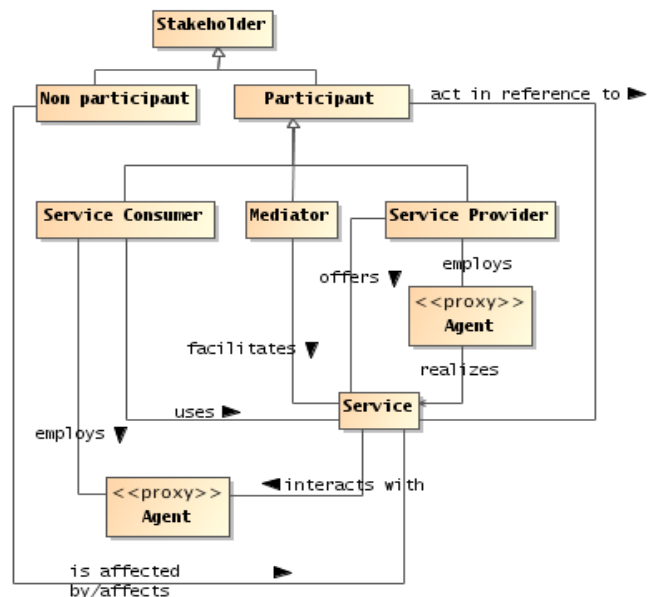 Stakeholder
Non participant
Participant
act in reference to
Service Consumer
Mediator
Service Provider
offers
employs
<<proxy>>
Agent
facilitates
realizes
Service
uses
employs
<<proxy>>
Agent
interacts with
is affected
by/affects